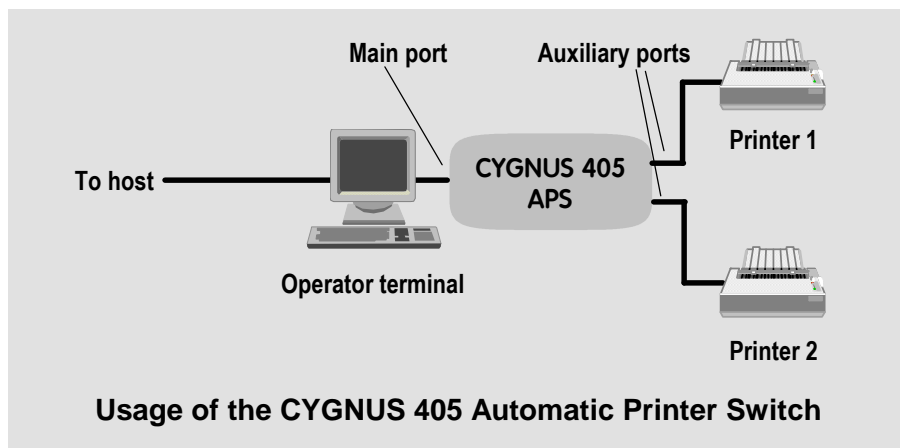 Main port
Auxiliary ports
Printer 1
To host
CYGNUS 405
APS
Operator terminal
Printer 2
Usage of the CYGNUS 405 Automatic Printer Switch